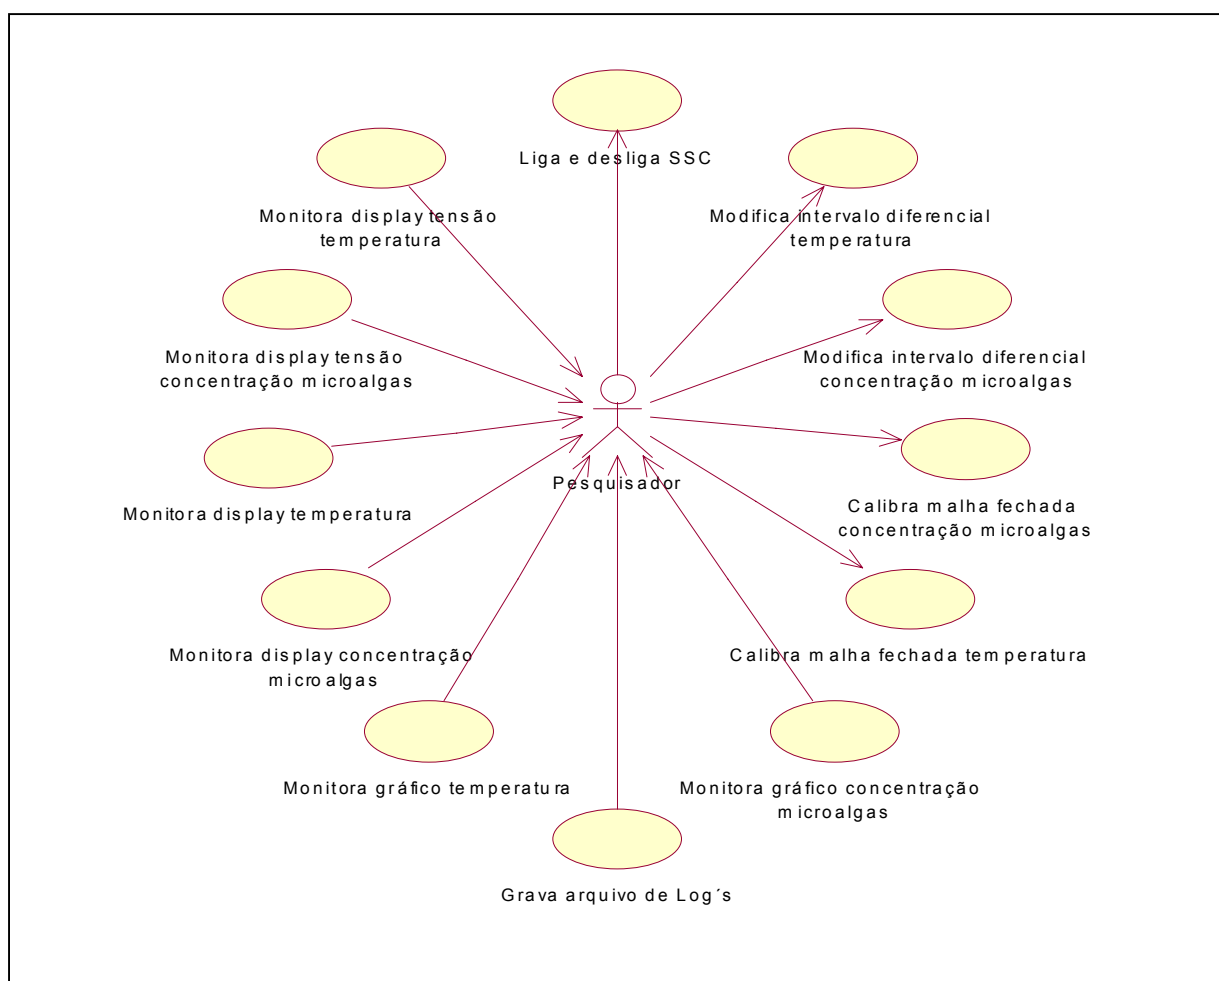 Liga e desliga SSC
Monitora display tensão
temperatura
Modifica intervalo diferencial
temperatura
Monitora display tensão
concentração microalgas
Modifica intervalo diferencial
concentração microalgas
Pesquisador
Monitora display temperatura
Calibra malha fechada
concentração microalgas
Monitora display concentração
microalgas
Calibra malha fechada temperatura
Monitora gráfico temperatura
Monitora gráfico concentração
microalgas
Grava arquivo de Log´s